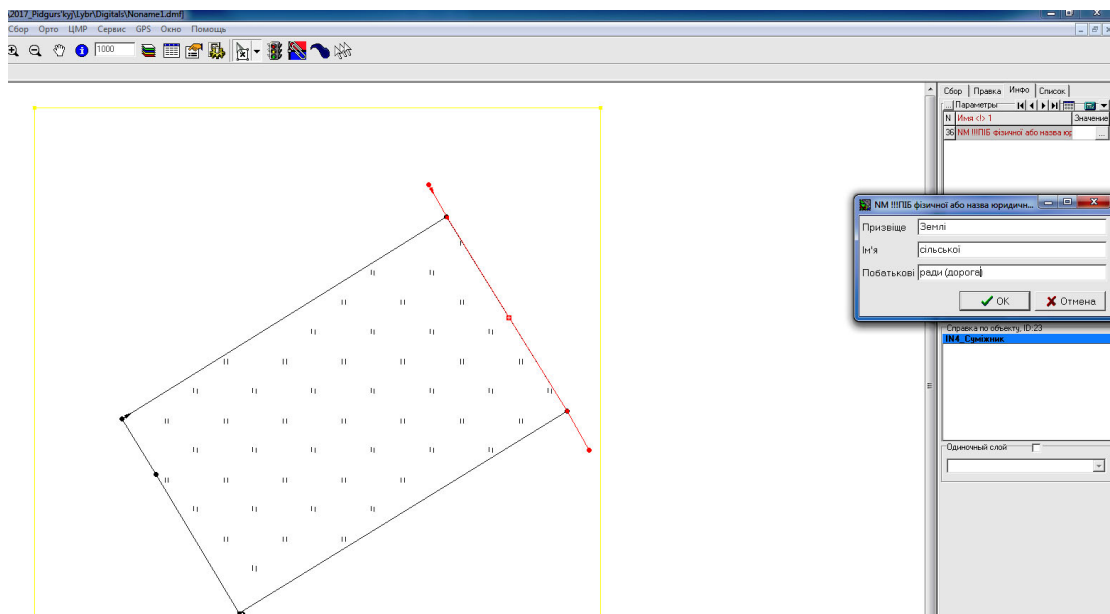 2017_Pidgurs'kyj\Lybr\Digitals\Noname1.dmf]
Сбор Орто ЦМР Сервис GPS Окно Помощь
1000
Сбор Правка Инфо Список
... Параметры
N Имя <!> 1 Значение
36 NM !!!ПІБ фізичної або назва юр ...
NM !!!ПІБ фізичної або назва юридичн...
Призвіще Землі
Ім'я сільської
Побатькові ради (дорога)
OK Отмена
Справка по объекту, ID:23
IN4_Суміжник
Одиночный слой